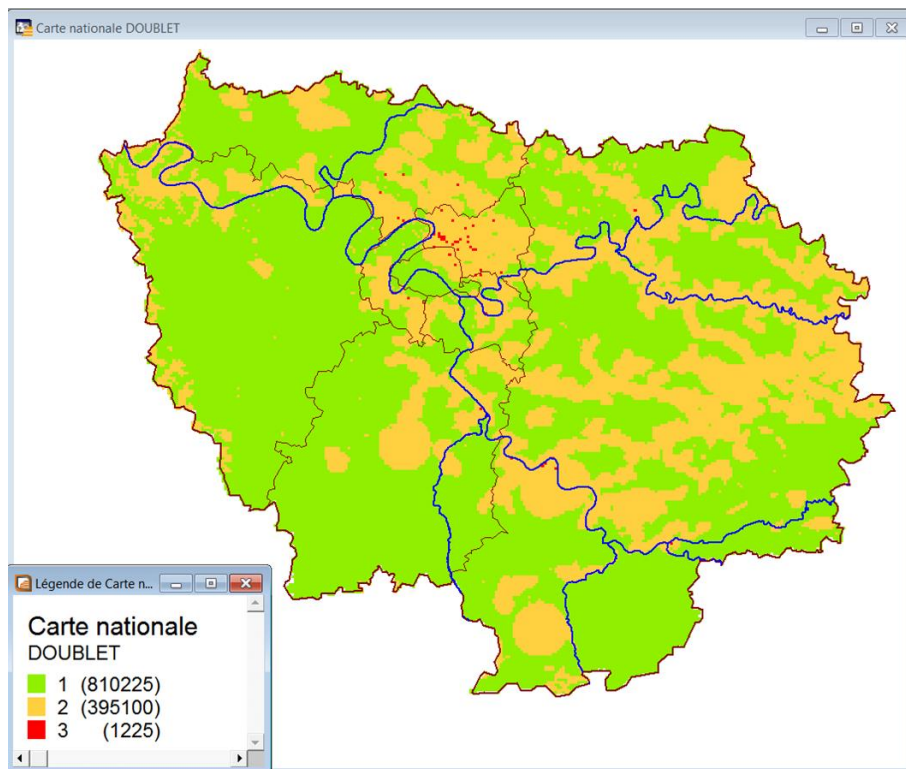 Carte nationale DOUBLET
Légende de Carte n...
Carte nationale
DOUBLET
1 (810225)
2 (395100)
3 (1225)